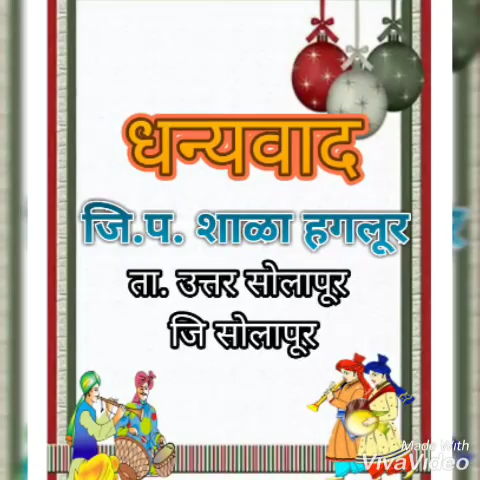 धन्यवाद
जि.प. शाळा हगलूर
ता. उत्तर सोलापूर
जि सोलापूर
Made With
VivaVideo